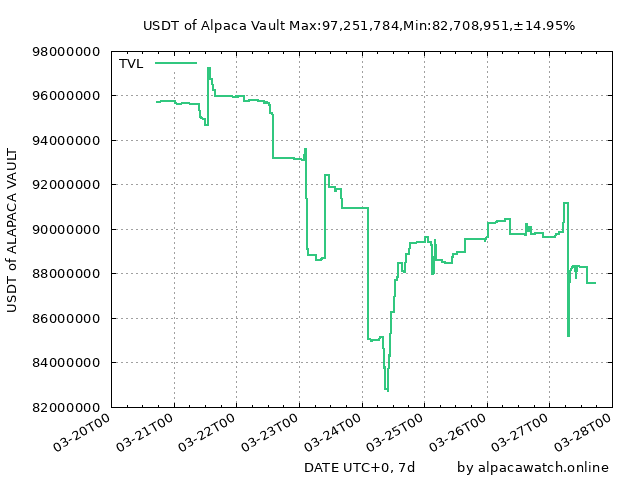 USDT of Alpaca Vault Max:97,251,784,Min:82,708,951,±14.95%
TVL
98000000
96000000
94000000
92000000
90000000
88000000
86000000
84000000
82000000
USDT of ALAPACA VAULT
03-20T00
03-21T00
03-22T00
03-23T00
03-24T00
03-25T00
03-26T00
03-27T00
03-28T00
DATE UTC+0, 7d
by alpacawatch.online